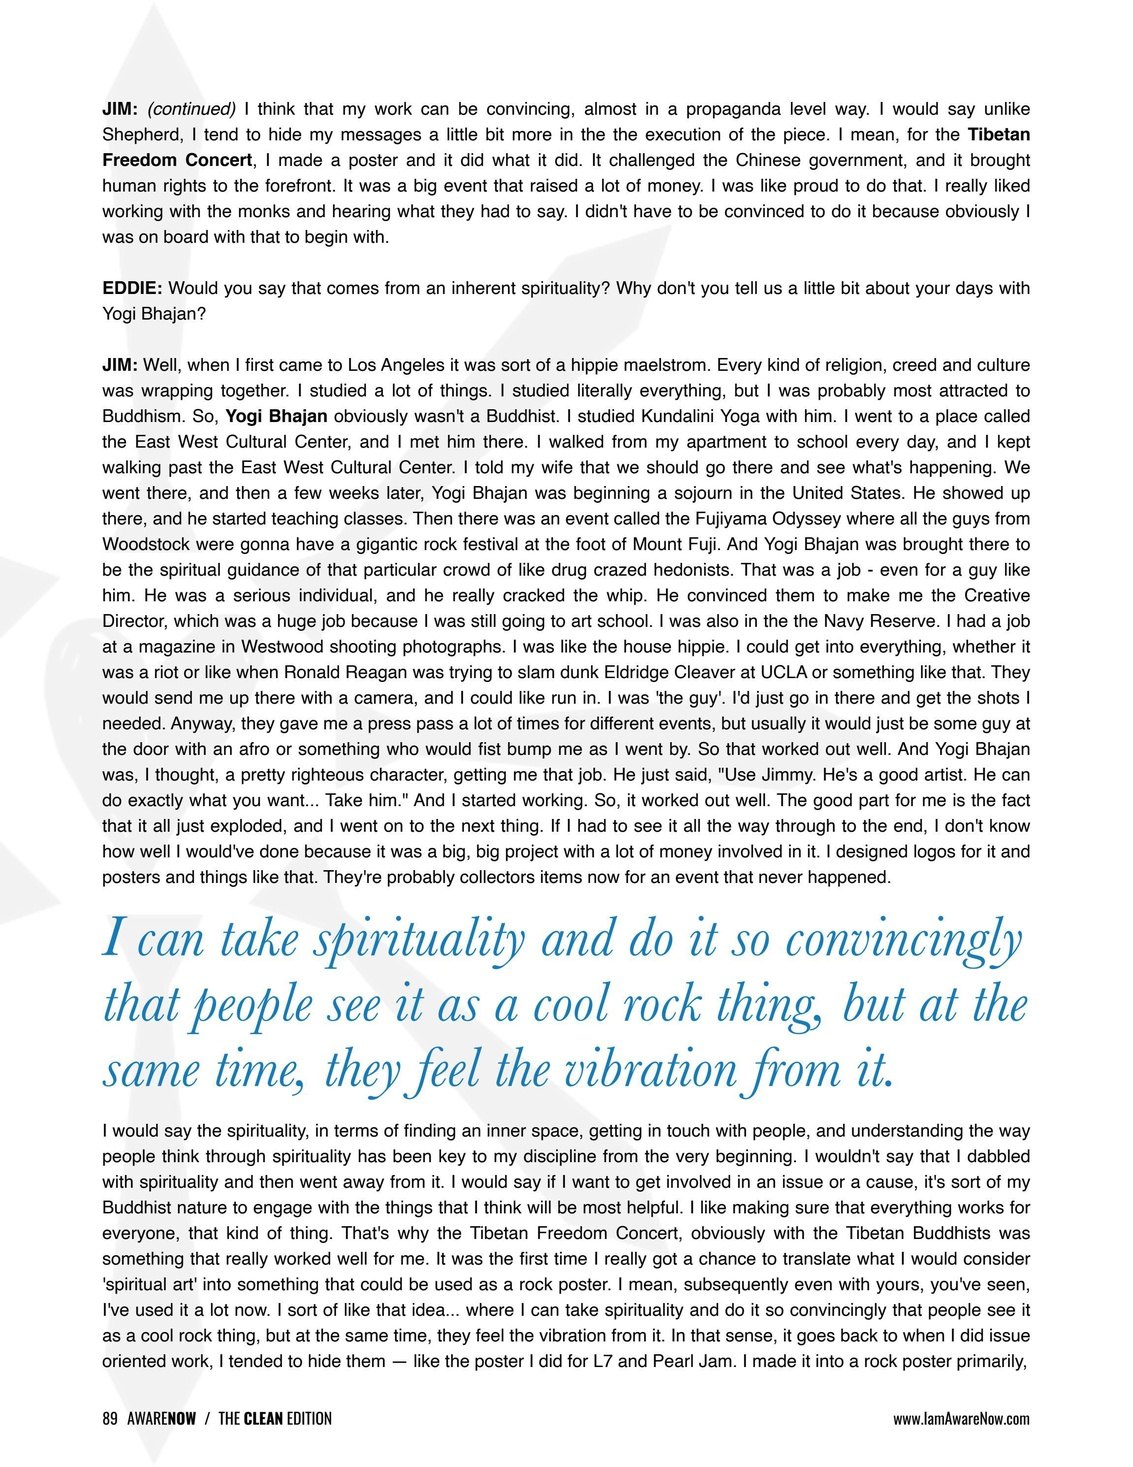 JIM: (continued) I think that my work can be convincing, almost in a propaganda level way. I would say unlike
Shepherd, I tend to hide my messages a little bit more in the the execution of the piece. I mean, for the Tibetan
Freedom Concert, I made a poster and it did what it did. It challenged the Chinese government, and it brought
human rights to the forefront. It was a big event that raised a lot of money. I was like proud to do that. I really liked
working with the monks and hearing what they had to say. I didn't have to be convinced to do it because obviously I
was on board with that to begin with.
EDDIE: Would you say that comes from an inherent spirituality? Why don't you tell us a little bit about your days with
Yogi Bhajan?
JIM: Well, when I first came to Los Angeles it was sort of a hippie maelstrom. Every kind of religion, creed and culture
was wrapping together. I studied a lot of things. I studied literally everything, but I was probably most attracted to
Buddhism. So, Yogi Bhajan obviously wasn't a Buddhist. I studied Kundalini Yoga with him. I went to a place called
the East West Cultural Center, and I met him there. I walked from my apartment to school every day, and I kept
walking past the East West Cultural Center. I told my wife that we should go there and see what's happening. We
went there, and then a few weeks later, Yogi Bhajan was beginning a sojourn in the United States. He showed up
there, and he started teaching classes. Then there was an event called the Fujiyama Odyssey where all the guys from
Woodstock were gonna have a gigantic rock festival at the foot of Mount Fuji. And Yogi Bhajan was brought there to
be the spiritual guidance of that particular crowd of like drug crazed hedonists. That was a job - even for a guy like
him. He was a serious individual, and he really cracked the whip. He convinced them to make me the Creative
Director, which was a huge job because I was still going to art school. I was also in the the Navy Reserve. I had a job
at a magazine in Westwood shooting photographs. I was like the house hippie. I could get into everything, whether it
was a riot or like when Ronald Reagan was trying to slam dunk Eldridge Cleaver at UCLA or something like that. They
would send me up there with a camera, and I could like run in. I was 'the guy'. I'd just go in there and get the shots I
needed. Anyway, they gave me a press pass a lot of times for different events, but usually it would just be some guy at
the door with an afro or something who would fist bump me as I went by. So that worked out well. And Yogi Bhajan
was, I thought, a pretty righteous character, getting me that job. He just said, "Use Jimmy. He's a good artist. He can
do exactly what you want... Take him." And I started working. So, it worked out well. The good part for me is the fact
that it all just exploded, and I went on to the next thing. If I had to see it all the way through to the end, I don't know
how well I would've done because it was a big, big project with a lot of money involved in it. I designed logos for it and
posters and things like that. They're probably collectors items now for an event that never happened.
I can take spirituality and do it so convincingly
that people see it as a cool rock thing, but at the
same time, they feel the vibration from it.
I would say the spirituality, in terms of finding an inner space, getting in touch with people, and understanding the way
people think through spirituality has been key to my discipline from the very beginning. I wouldn't say that I dabbled
with spirituality and then went away from it. I would say if I want to get involved in an issue or a cause, it's sort of my
Buddhist nature to engage with the things that I think will be most helpful. I like making sure that everything works for
everyone, that kind of thing. That's why the Tibetan Freedom Concert, obviously with the Tibetan Buddhists was
something that really worked well for me. It was the first time I really got a chance to translate what I would consider
'spiritual art' into something that could be used as a rock poster. I mean, subsequently even with yours, you've seen,
I've used it a lot now. I sort of like that idea... where I can take spirituality and do it so convincingly that people see it
as a cool rock thing, but at the same time, they feel the vibration from it. In that sense, it goes back to when I did issue
oriented work, I tended to hide them — like the poster I did for L7 and Pearl Jam. I made it into a rock poster primarily,
89 AWARENOW / THE CLEAN EDITION
www.IamAwareNow.com